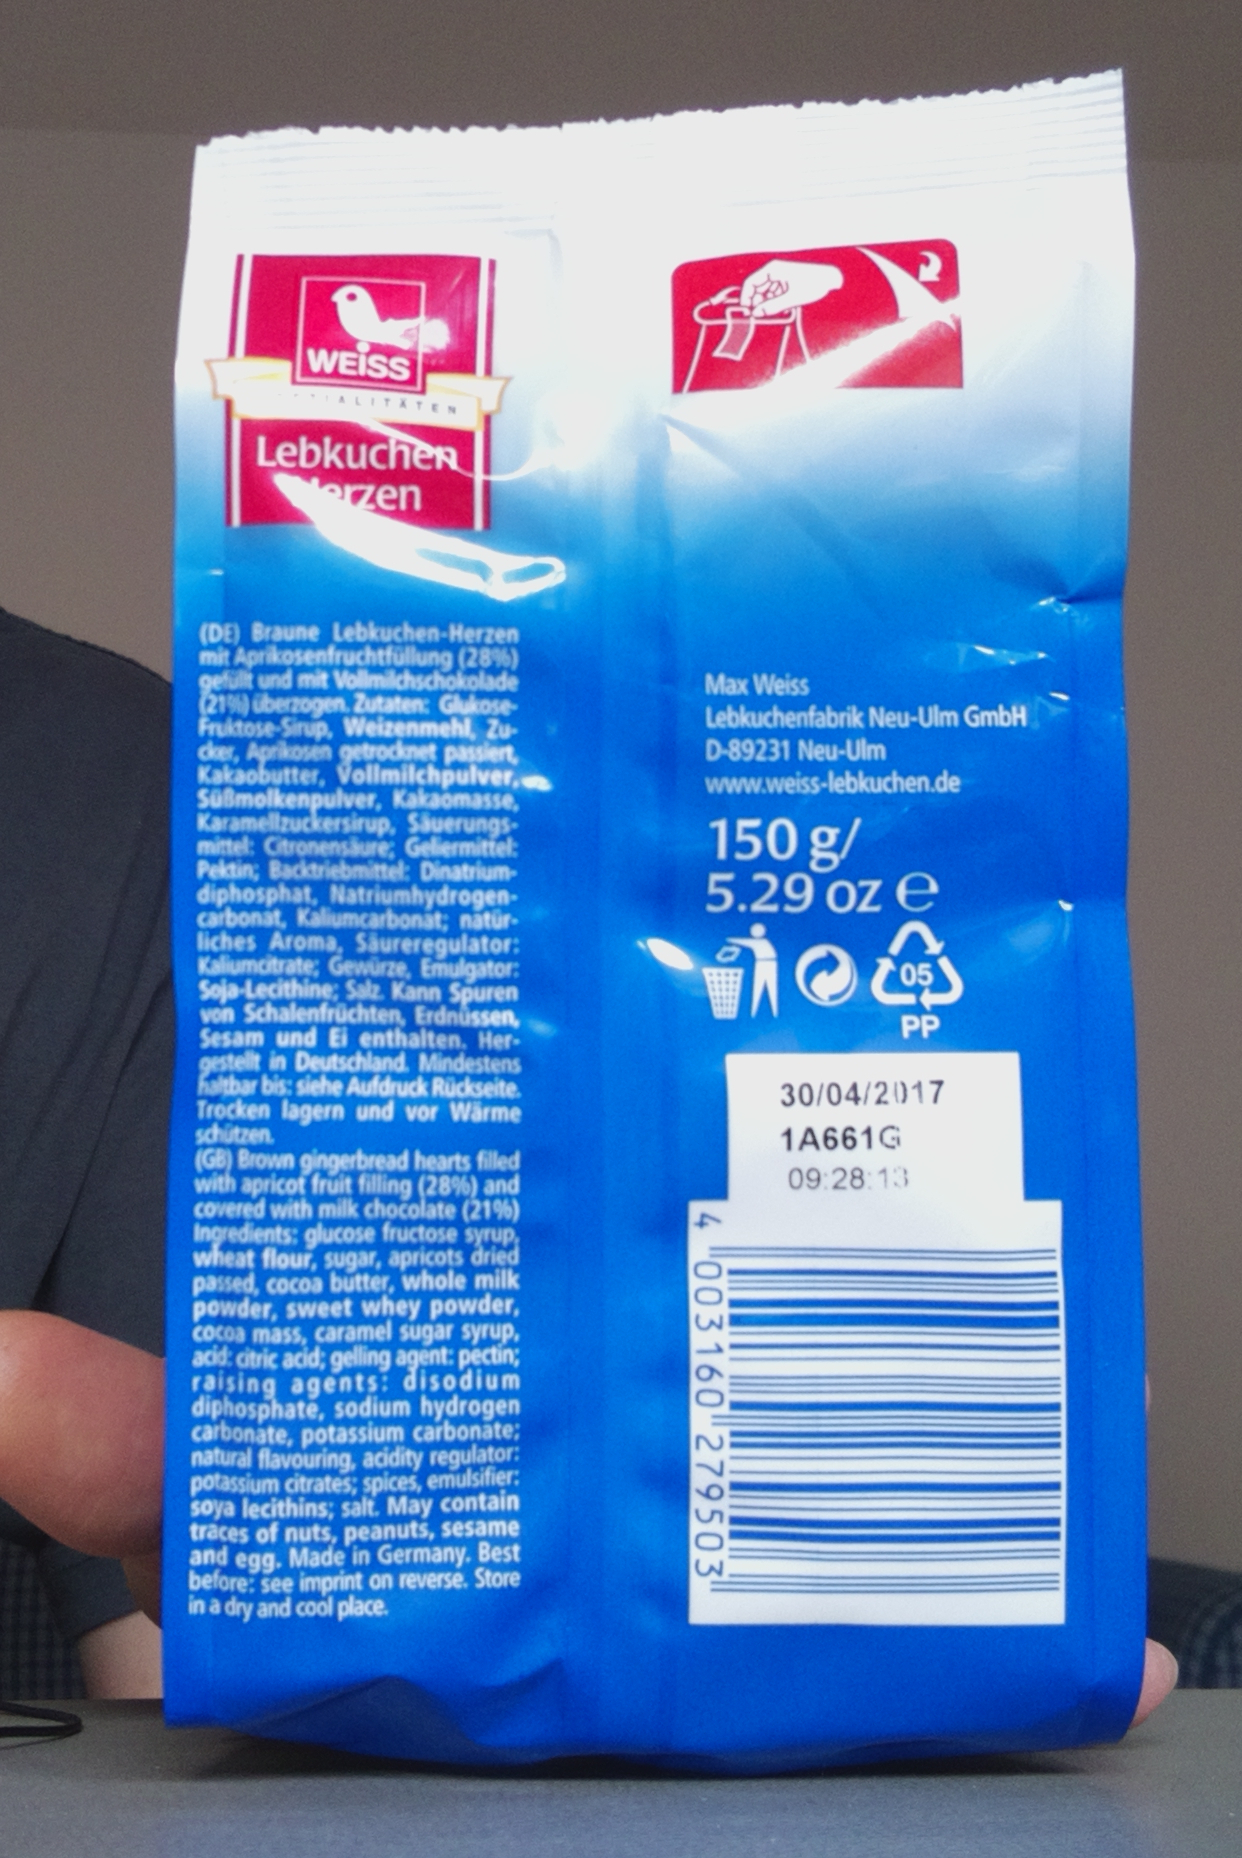 WEISS
SPEZIALITÄTEN
Lebkuchen
Herzen
(DE) Braune Lebkuchen-Herzen
mit Aprikosenfruchtfüllung (28%)
gefüllt und mit Vollmilchschokolade
(21%) überzogen. Zutaten: Glukose-
Fruktose-Sirup, Weizenmehl, Zu-
cker, Aprikosen getrocknet passiert,
Kakaobutter, Vollmilchpulver,
Süßmolkenpulver, Kakaomasse,
Karamellzuckersirup, Säuerungs-
mittel: Citronensäure; Geliermittel:
Pektin; Backtriebmittel: Dinatrium-
diphosphat, Natriumhydrogen-
carbonat, Kaliumcarbonat; natür-
liches Aroma, Säureregulator:
Kaliumcitrate; Gewürze, Emulgator:
Soja-Lecithine; Salz. Kann Spuren
von Schalenfrüchten, Erdnüssen,
Sesam und Ei enthalten. Her-
gestellt in Deutschland. Mindestens
haltbar bis: siehe Aufdruck Rückseite.
Trocken lagern und vor Wärme
schützen.
(GB) Brown gingerbread hearts filled
with apricot fruit filling (28%) and
covered with milk chocolate (21%)
Ingredients: glucose fructose syrup,
wheat flour, sugar, apricots dried
passed, cocoa butter, whole milk
powder, sweet whey powder,
cocoa mass, caramel sugar syrup,
acid: citric acid; gelling agent: pectin;
raising agents: disodium
diphosphate, sodium hydrogen
carbonate, potassium carbonate;
natural flavouring, acidity regulator:
potassium citrates; spices, emulsifier:
soya lecithins; salt. May contain
traces of nuts, peanuts, sesame
and egg. Made in Germany. Best
before: see imprint on reverse. Store
in a dry and cool place.
Max Weiss
Lebkuchenfabrik Neu-Ulm GmbH
D-89231 Neu-Ulm
www.weiss-lebkuchen.de
150 g/
5.29 oz e
05
PP
30/04/2017
1A661G
09:28:13
4 003160 279503